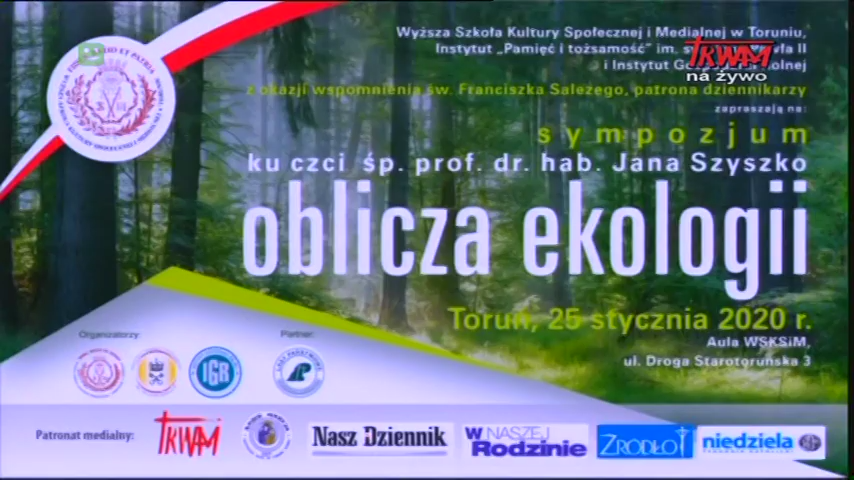 Wyższa Szkoła Kultury Społecznej i Medialnej w Toruniu,
Instytut „Pamięć i tożsamość” im. II
i Instytut
TRWAM
na żywo
z okazji wspomnienia św. Franciszka Salezego, patrona dziennikarzy
zapraszają na:
sympozjum
ku czci śp. prof. dr. hab. Jana Szyszko
oblicza ekologii
Toruń, 25 stycznia 2020 r.
Aula WSKSiM,
ul. Droga Starotoruńska 3
Organizatorzy:
Partner:
IGR
Patronat medialny:
TRWAM
Nasz Dziennik
W NASZEJ
Rodzinie
ŹRÓDŁO
niedziela